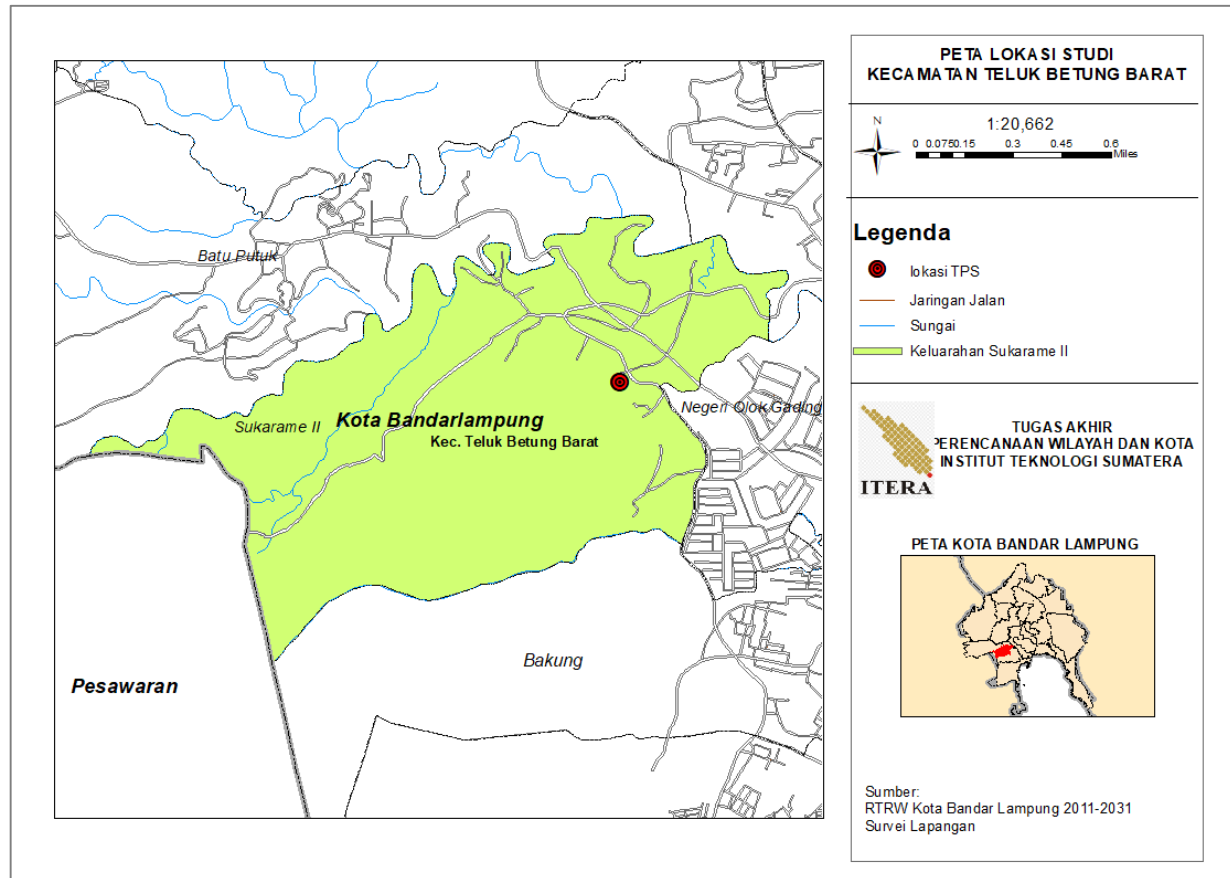 PETA LOKASI STUDI
KECAMATAN TELUK BETUNG BARAT
N
1:20,662
0 0.0750.15 0.3 0.45 0.6
Miles
Legenda
lokasi TPS
Jaringan Jalan
Sungai
Keluarahan Sukarame II
ITERA
TUGAS AKHIR
PERENCANAAN WILAYAH DAN KOTA
INSTITUT TEKNOLOGI SUMATERA
PETA KOTA BANDAR LAMPUNG
Sumber:
RTRW Kota Bandar Lampung 2011-2031
Survei Lapangan
Batu Putuk
Sukarame II
Kota Bandarlampung
Kec. Teluk Betung Barat
Negeri Olok Gading
Bakung
Pesawaran